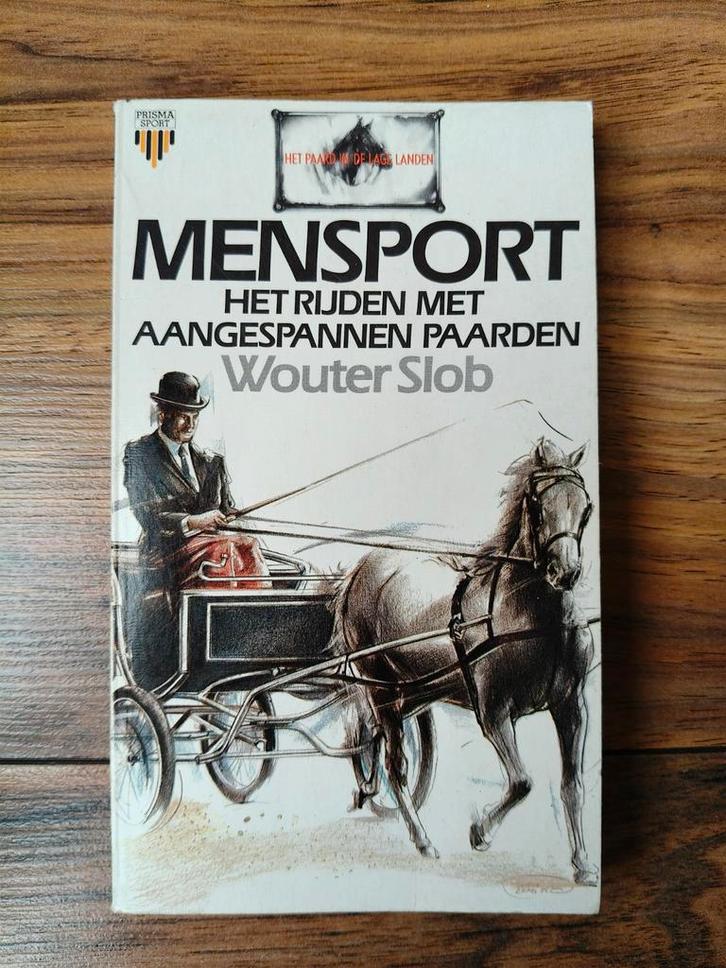 PRISMA
SPORT
HET PAARD IN DE LAGE LANDEN
MENSPORT
HET RIJDEN MET
AANGESPANNEN PAARDEN
Wouter Slob